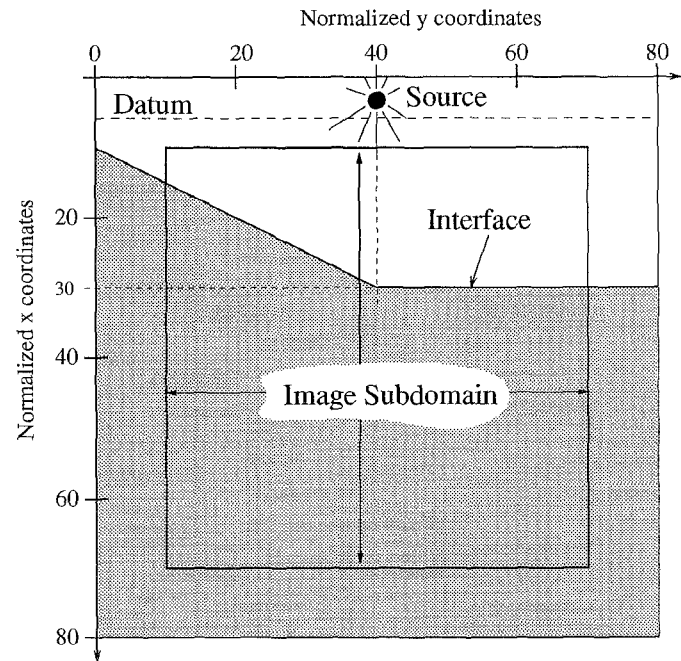 Normalized y coordinates
0 20 40 60 80
Datum
Source
20
Interface
30
40
Image Subdomain
60
80
Normalized x coordinates